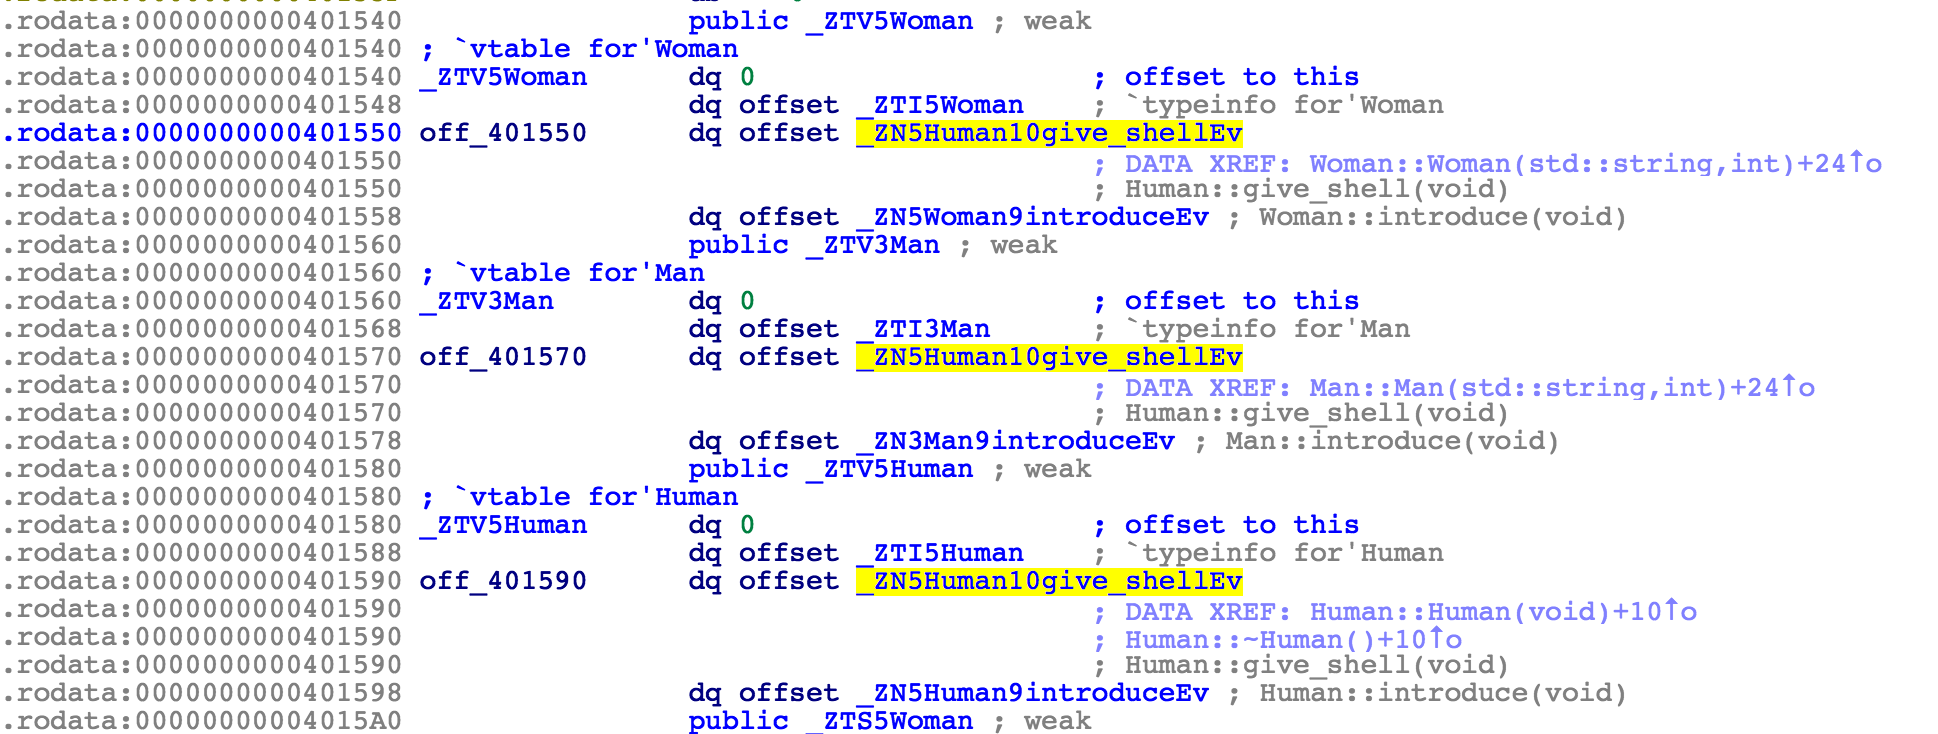 .rodata:0000000000401540 public _ZTV5Woman ; weak
.rodata:0000000000401540 ; `vtable for'Woman
.rodata:0000000000401540 _ZTV5Woman dq 0 ; offset to this
.rodata:0000000000401548 dq offset _ZTI5Woman ; `typeinfo for'Woman
.rodata:0000000000401550 off_401550 dq offset _ZN5Human10give_shellEv
.rodata:0000000000401550 ; DATA XREF: Woman::Woman(std::string,int)+24↑o
.rodata:0000000000401550 ; Human::give_shell(void)
.rodata:0000000000401558 dq offset _ZN5Woman9introduceEv ; Woman::introduce(void)
.rodata:0000000000401560 public _ZTV3Man ; weak
.rodata:0000000000401560 ; `vtable for'Man
.rodata:0000000000401560 _ZTV3Man dq 0 ; offset to this
.rodata:0000000000401568 dq offset _ZTI3Man ; `typeinfo for'Man
.rodata:0000000000401570 off_401570 dq offset _ZN5Human10give_shellEv
.rodata:0000000000401570 ; DATA XREF: Man::Man(std::string,int)+24↑o
.rodata:0000000000401570 ; Human::give_shell(void)
.rodata:0000000000401578 dq offset _ZN3Man9introduceEv ; Man::introduce(void)
.rodata:0000000000401580 public _ZTV5Human ; weak
.rodata:0000000000401580 ; `vtable for'Human
.rodata:0000000000401580 _ZTV5Human dq 0 ; offset to this
.rodata:0000000000401588 dq offset _ZTI5Human ; `typeinfo for'Human
.rodata:0000000000401590 off_401590 dq offset _ZN5Human10give_shellEv
.rodata:0000000000401590 ; DATA XREF: Human::Human(void)+10↑o
.rodata:0000000000401590 ; Human::~Human()+10↑o
.rodata:0000000000401590 ; Human::give_shell(void)
.rodata:0000000000401598 dq offset _ZN5Human9introduceEv ; Human::introduce(void)
.rodata:00000000004015A0 public _ZTS5Woman ; weak